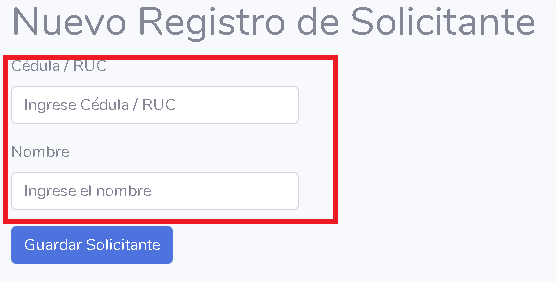 Nuevo Registro de Solicitante
Cédula / RUC
Ingrese Cédula / RUC
Nombre
Ingrese el nombre
Guardar Solicitante